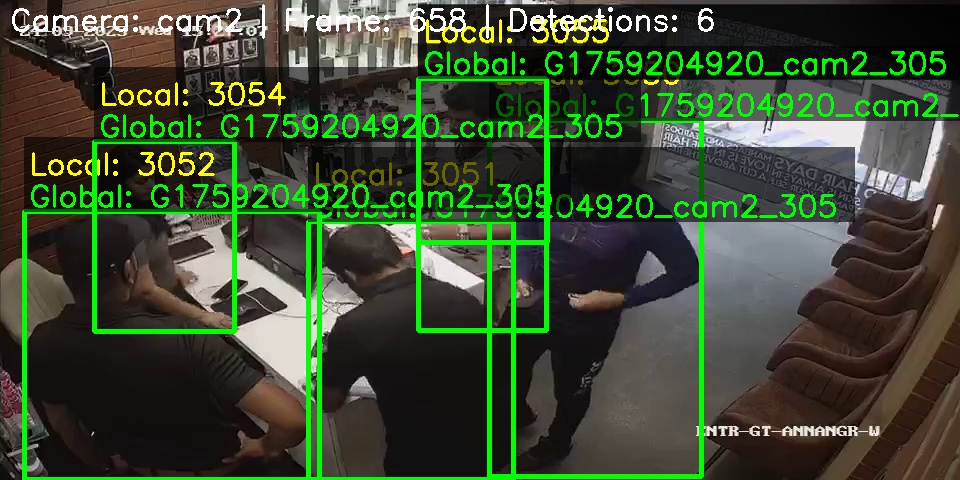 Camera: cam2 | Frame: 658 | Detections: 6
Local: 3055
Global: G1759204920_cam2_305
Local: 3054
Global: G1759204920_cam2_
Global: G1759204920_cam2_305
Local: 3052
Local: 3051
Global: G1759204920_cam2_305
Global: G1759204920_cam2_305
ENTR-GT-ANNANGR-W